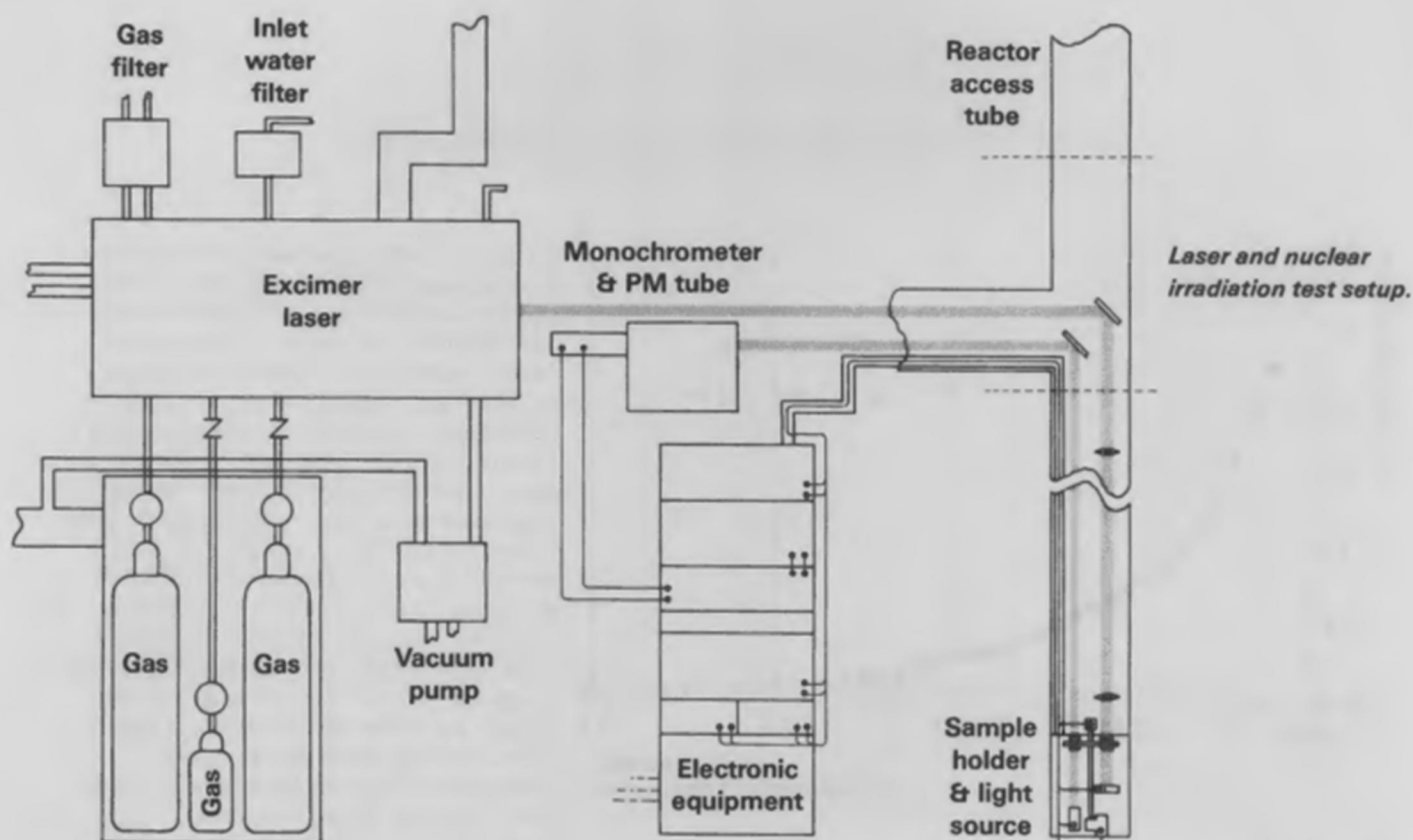 Gas
filter
Inlet
water
filter
Reactor
access
tube
Excimer
laser
Monochrometer
& PM tube
Laser and nuclear
irradiation test setup.
Gas
Gas
Gas
Vacuum
pump
Electronic
equipment
Sample
holder
& light
source